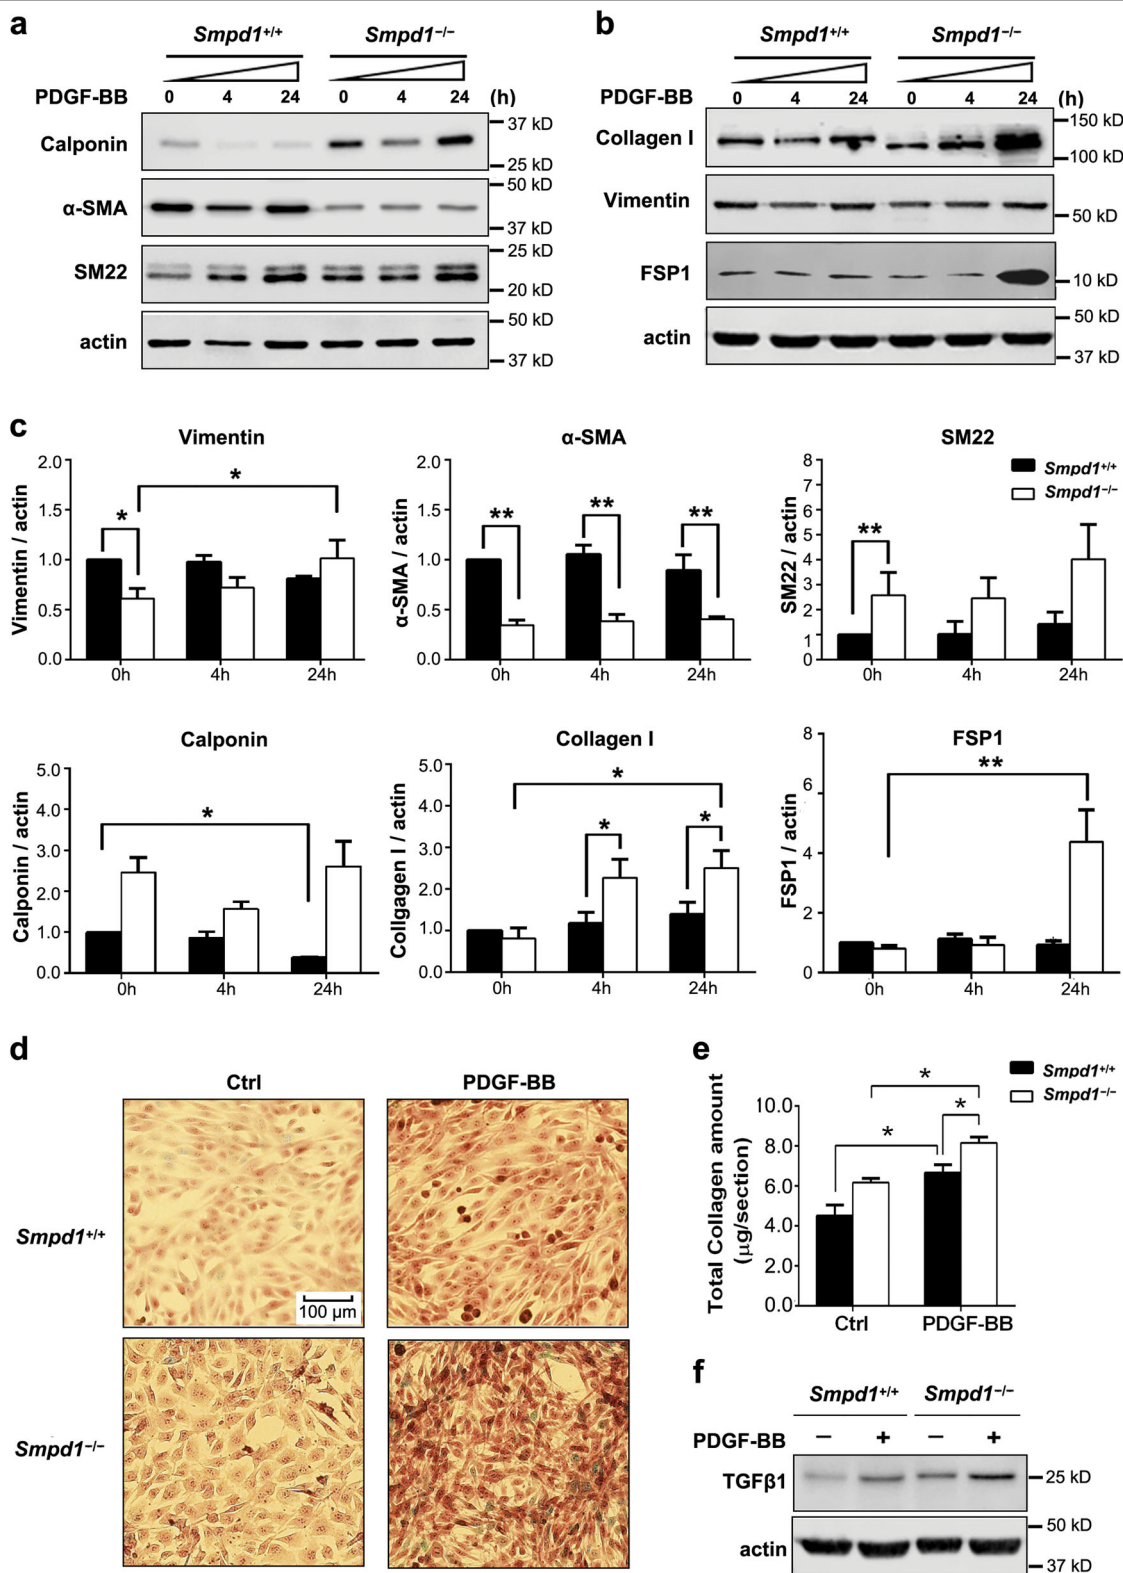 a
Smpd1+/+ Smpd1−/−
PDGF-BB 0 4 24 0 4 24 (h)
Calponin 37 kD
25 kD
α-SMA 50 kD
37 kD
SM22 25 kD
20 kD
actin 50 kD
37 kD
b
Smpd1+/+ Smpd1−/−
PDGF-BB 0 4 24 0 4 24 (h)
Collagen I 150 kD
100 kD
Vimentin 50 kD
FSP1 10 kD
actin 50 kD
37 kD
c
Vimentin
Vimentin / actin
2.0
1.5
1.0
0.5
0.0
* *
0h 4h 24h
α-SMA
α-SMA / actin
2.0
1.5
1.0
0.5
0.0
** ** **
0h 4h 24h
SM22
SM22 / actin
8
7
6
5
4
3
2
1
0
**
0h 4h 24h
Smpd1+/+
Smpd1−/−
Calponin
Calponin / actin
5.0
4.0
3.0
2.0
1.0
0.0
*
0h 4h 24h
Collagen I
Collgagen I / actin
5.0
4.0
3.0
2.0
1.0
0.0
* * *
0h 4h 24h
FSP1
FSP1 / actin
8
6
4
2
0
**
0h 4h 24h
d
Ctrl PDGF-BB
Smpd1+/+
100 µm
Smpd1−/−
e
Smpd1+/+
Smpd1−/−
Total Collagen amount
(µg/section)
10.0
8.0
6.0
4.0
2.0
0.0
* * *
Ctrl PDGF-BB
f
Smpd1+/+ Smpd1−/−
PDGF-BB − + − +
TGFβ1 25 kD
actin 50 kD
37 kD